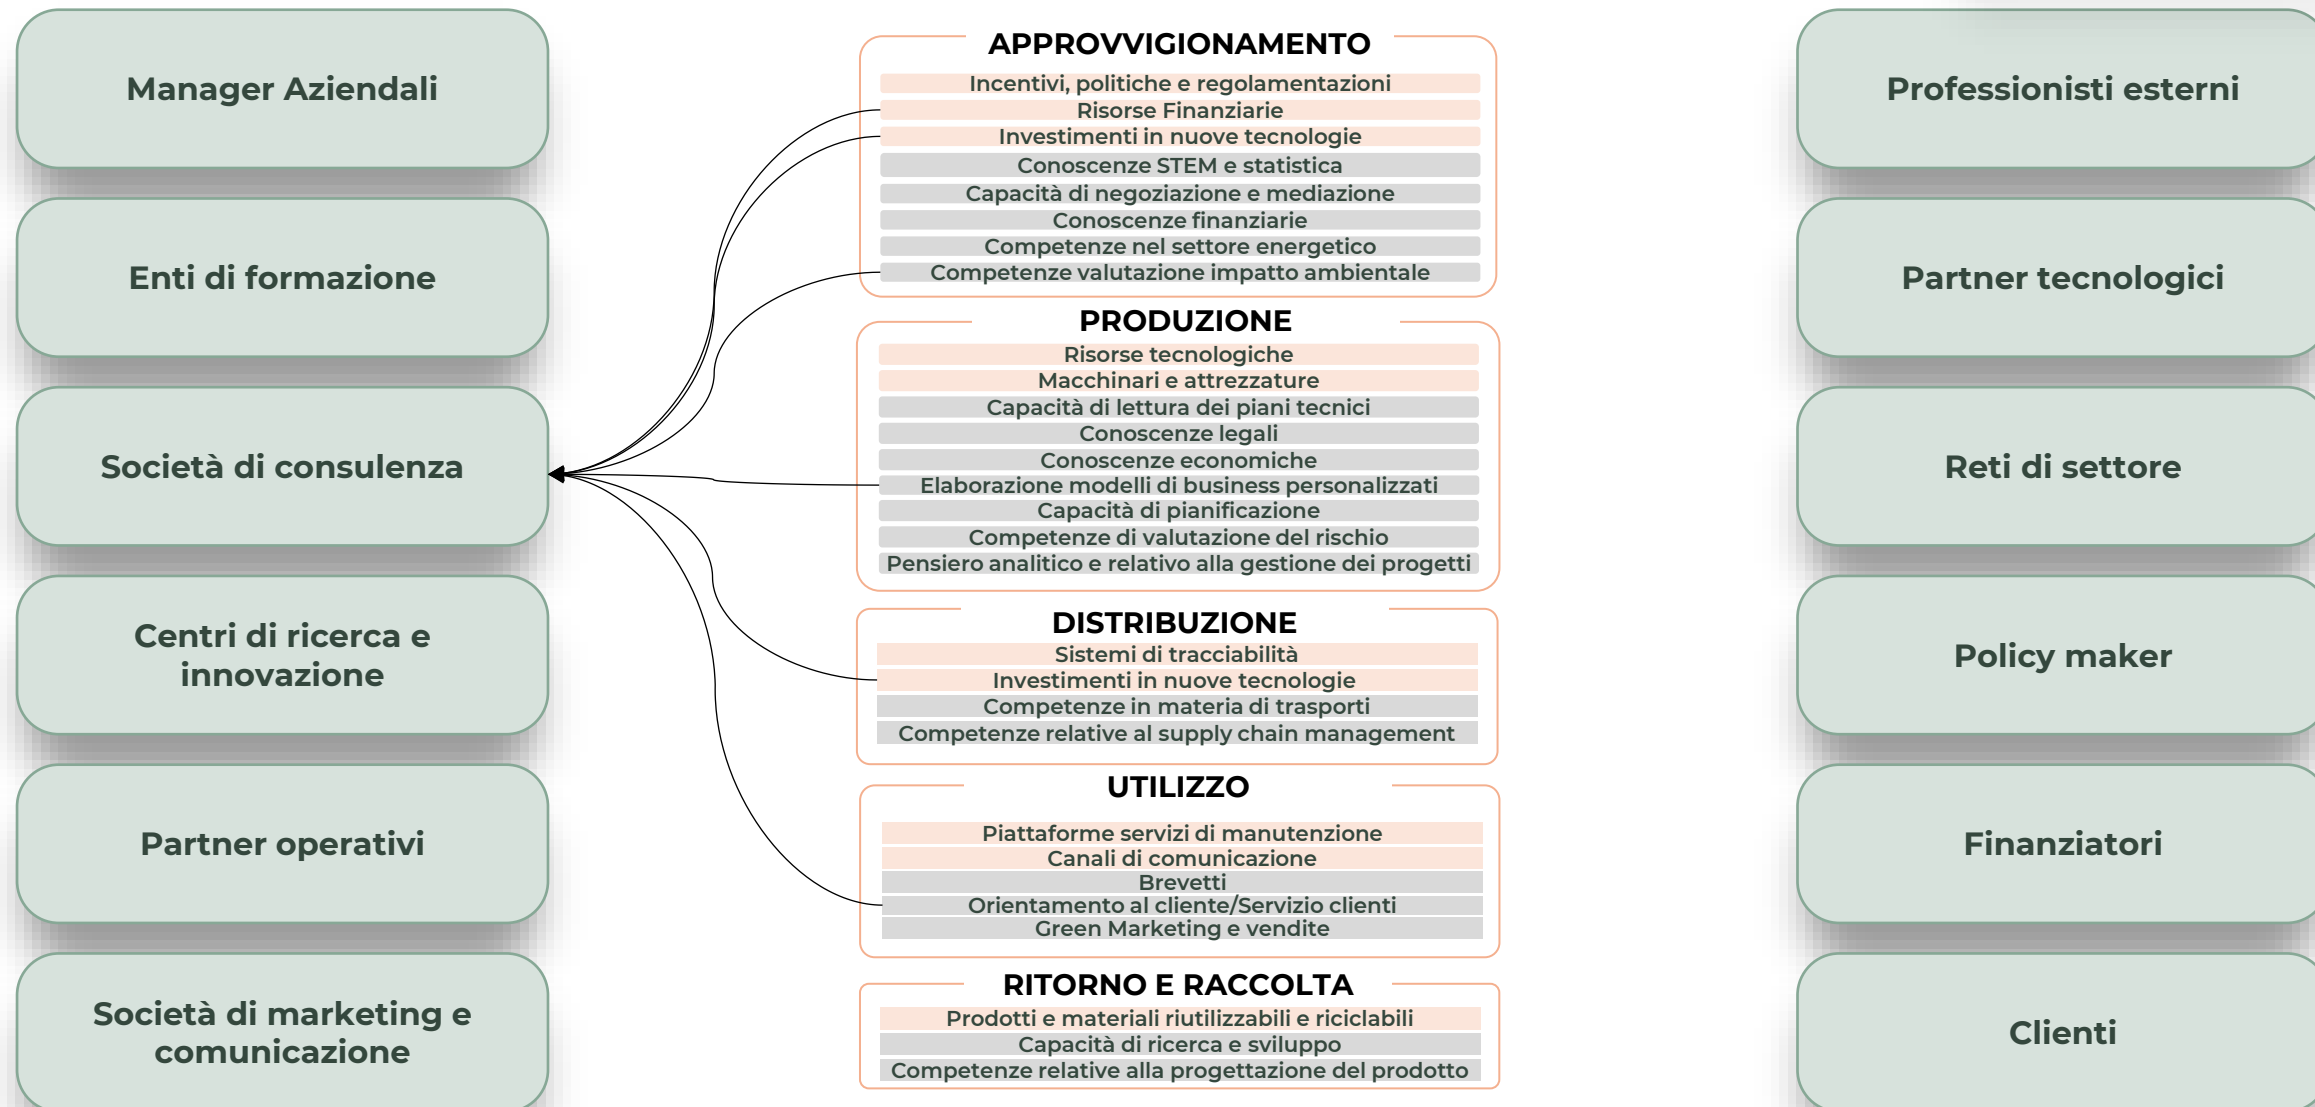 Manager Aziendali
Enti di formazione
Società di consulenza
Centri di ricerca e
innovazione
Partner operativi
Società di marketing e
comunicazione
APPROVVIGIONAMENTO
Incentivi, politiche e regolamentazioni
Risorse Finanziarie
Investimenti in nuove tecnologie
Conoscenze STEM e statistica
Capacità di negoziazione e mediazione
Conoscenze finanziarie
Competenze nel settore energetico
Competenze valutazione impatto ambientale
PRODUZIONE
Risorse tecnologiche
Macchinari e attrezzature
Capacità di lettura dei piani tecnici
Conoscenze legali
Conoscenze economiche
Elaborazione modelli di business personalizzati
Capacità di pianificazione
Competenze di valutazione del rischio
Pensiero analitico e relativo alla gestione dei progetti
DISTRIBUZIONE
Sistemi di tracciabilità
Investimenti in nuove tecnologie
Competenze in materia di trasporti
Competenze relative al supply chain management
UTILIZZO
Piattaforme servizi di manutenzione
Canali di comunicazione
Brevetti
Orientamento al cliente/Servizio clienti
Green Marketing e vendite
RITORNO E RACCOLTA
Prodotti e materiali riutilizzabili e riciclabili
Capacità di ricerca e sviluppo
Competenze relative alla progettazione del prodotto
Professionisti esterni
Partner tecnologici
Reti di settore
Policy maker
Finanziatori
Clienti